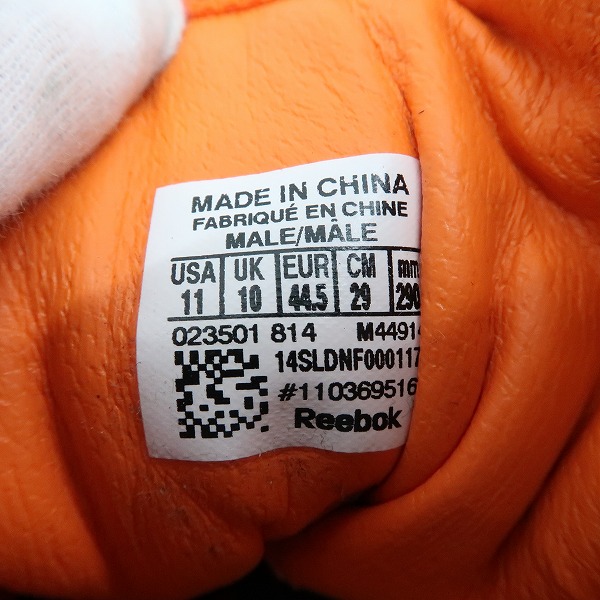 MADE IN CHINA
FABRIQUÉ EN CHINE
MALE/MÂLE
USA UK EUR CM mm
11 10 44.5 29 290
023501 814 M4491
14SLDNF000117
#110369516
Reebok